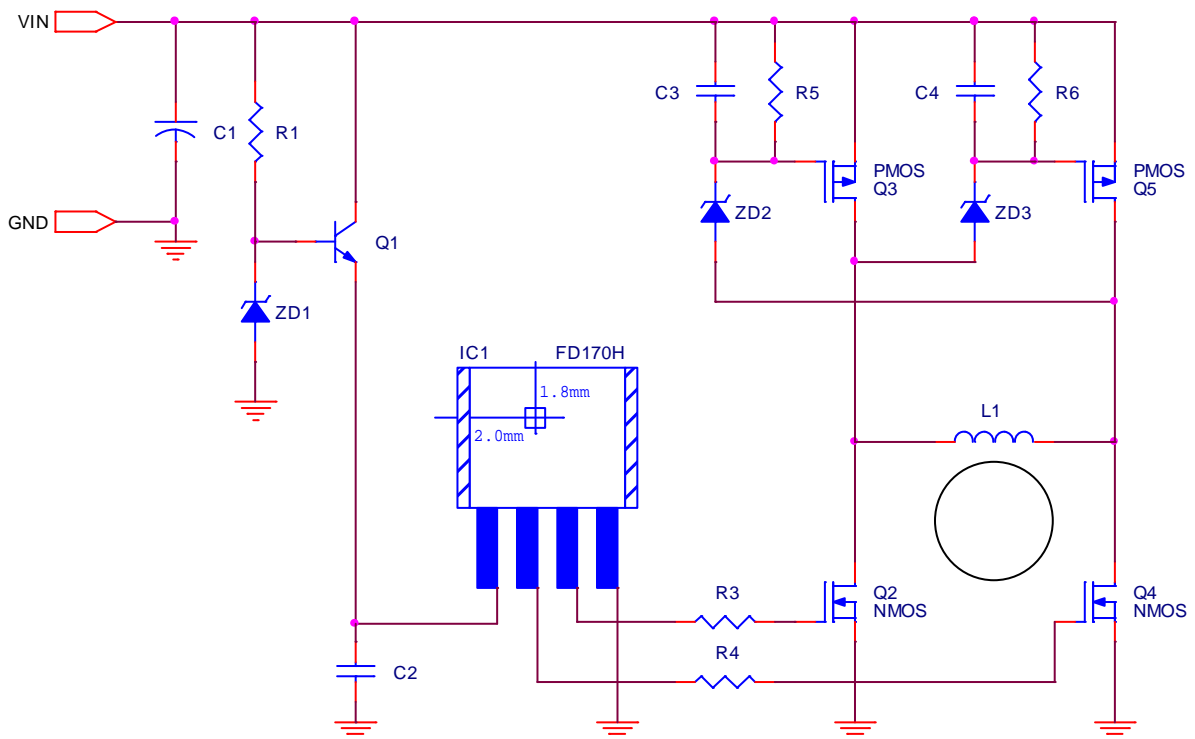 VIN
C3
R5
C4
R6
C1
R1
PMOS
Q3
PMOS
Q5
GND
ZD2
ZD3
Q1
ZD1
IC1
FD170H
1.8mm
2.0mm
L1
R3
Q2
NMOS
Q4
NMOS
R4
C2